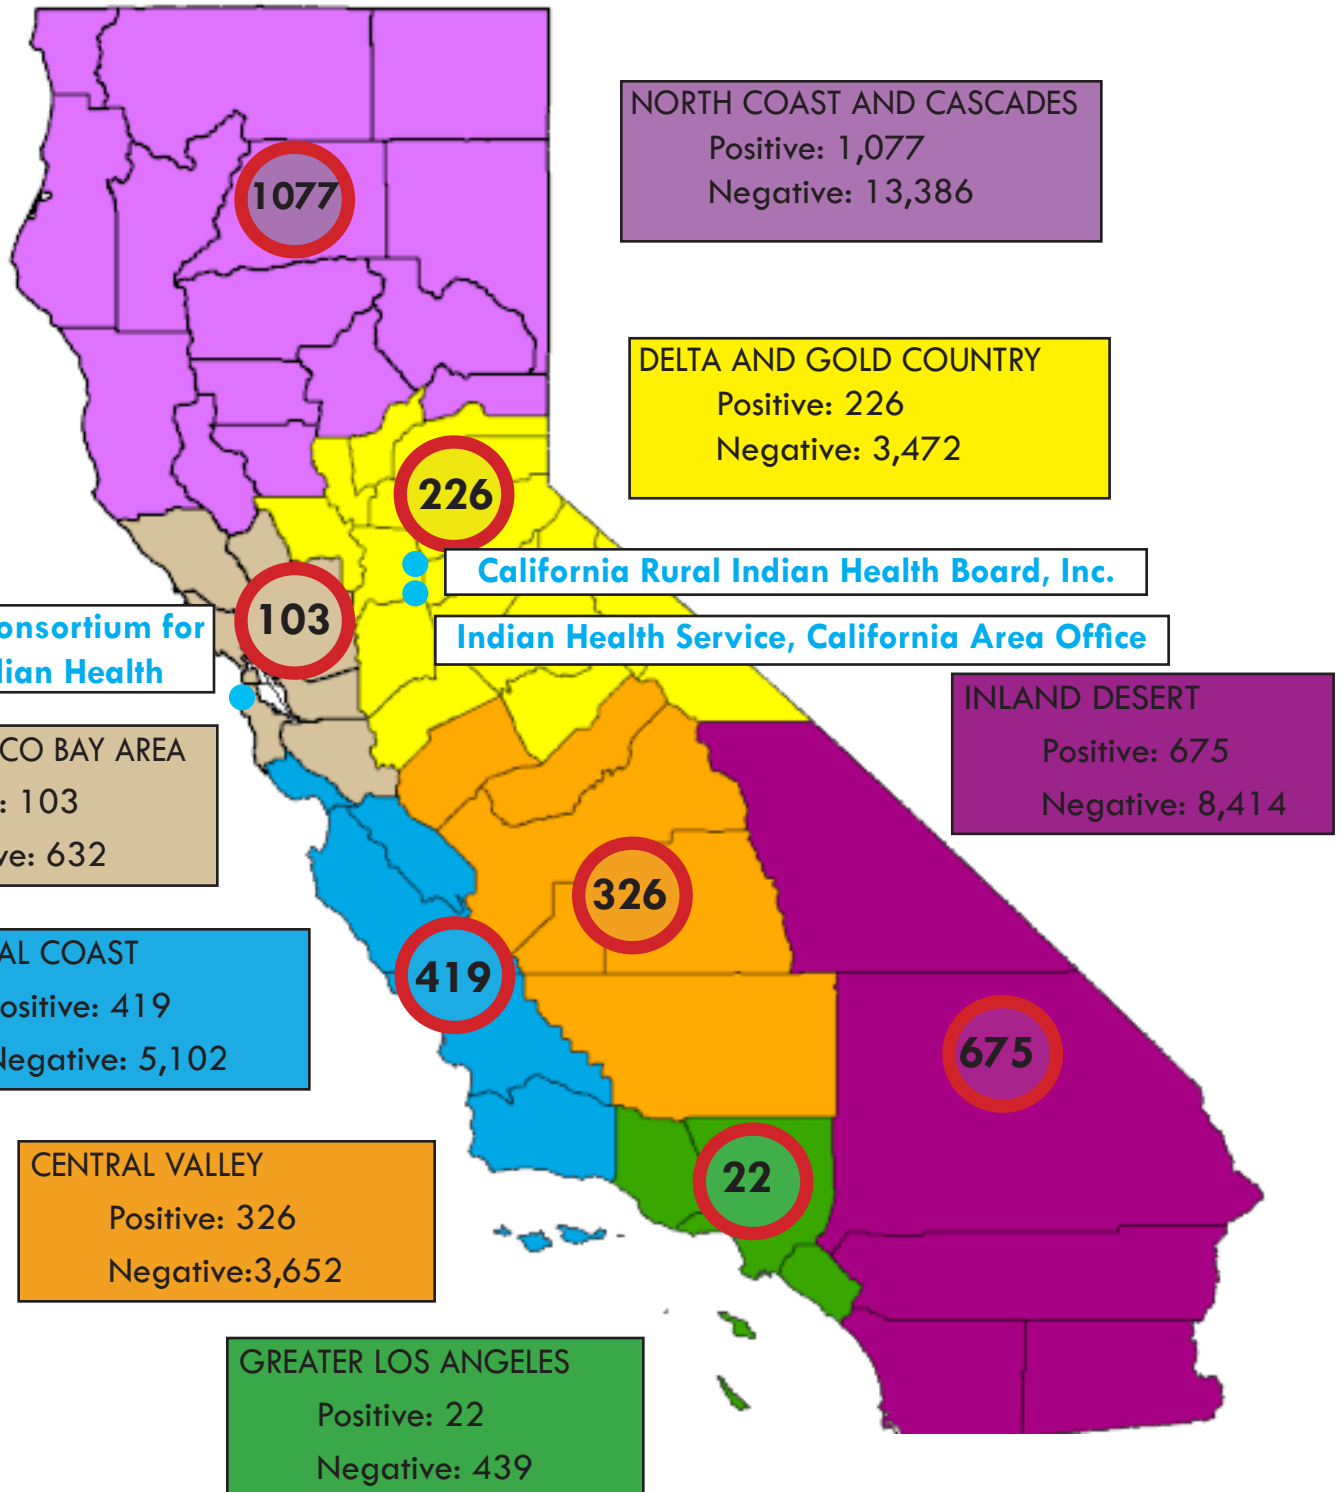 NORTH COAST AND CASCADES
Positive: 1,077
Negative: 13,386
1077
DELTA AND GOLD COUNTRY
Positive: 226
Negative: 3,472
226
California Rural Indian Health Board, Inc.
103
onsortium for
dian Health
Indian Health Service, California Area Office
INLAND DESERT
Positive: 675
Negative: 8,414
CO BAY AREA
: 103
ve: 632
326
AL COAST
ositive: 419
Negative: 5,102
419
675
CENTRAL VALLEY
Positive: 326
Negative:3,652
22
GREATER LOS ANGELES
Positive: 22
Negative: 439